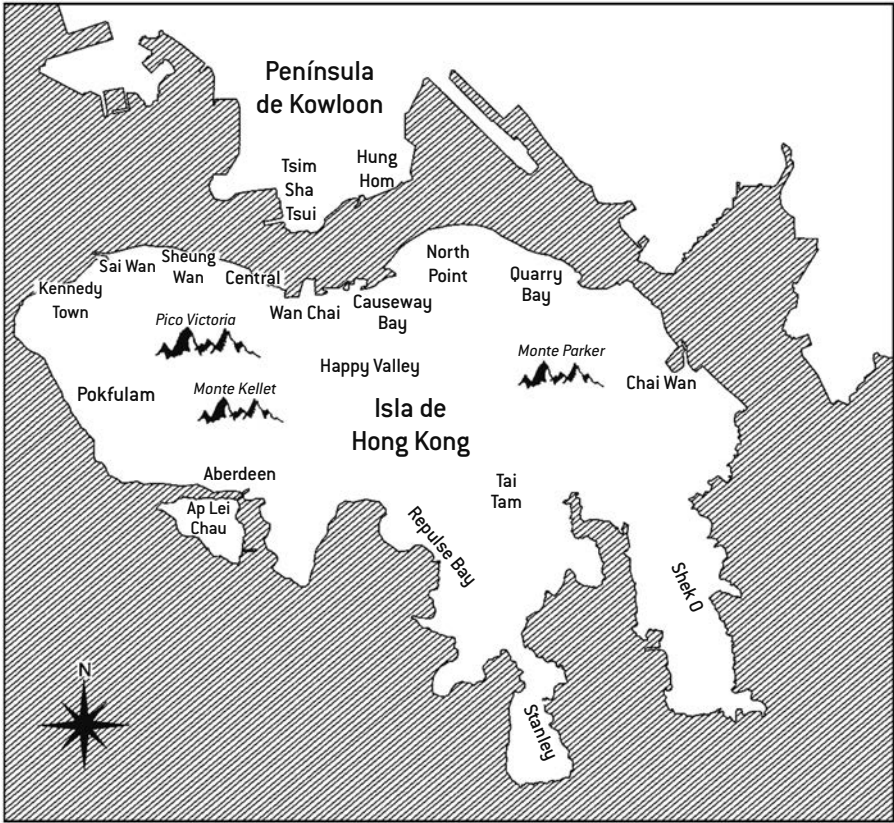 Península
de Kowloon
Tsim
Sha
Tsui
Hung
Hom
North
Point
Quarry
Bay
Sai Wan
Sheung
Wan
Central
Kennedy
Town
Wan Chai
Causeway
Bay
Pico Victoria
Happy Valley
Monte Parker
Chai Wan
Pokfulam
Monte Kellet
Isla de
Hong Kong
Aberdeen
Tai
Tam
Ap Lei
Chau
Repulse Bay
Shek O
Stanley
N